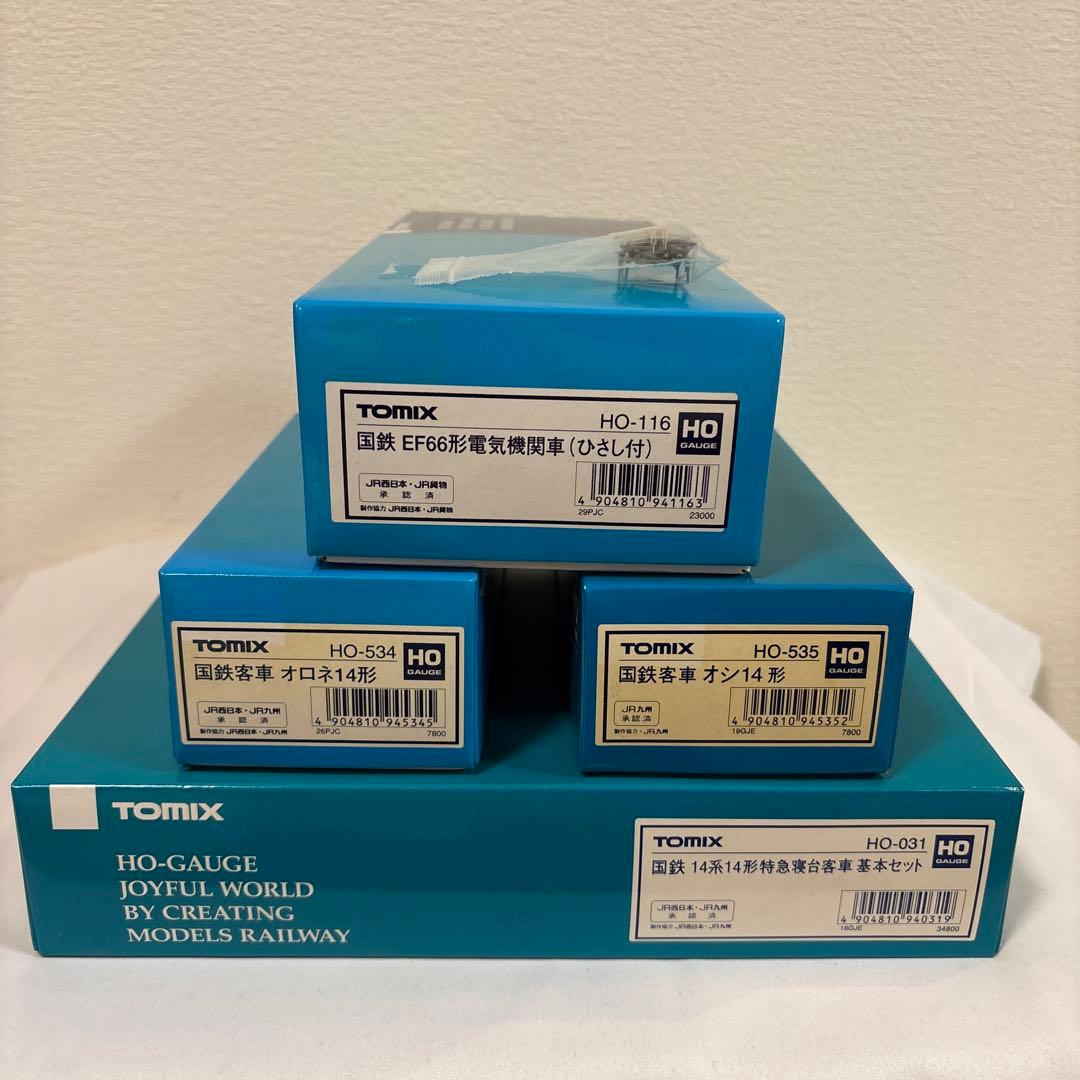 TOMIX
HO-116
HO
GAUGE
国鉄 EF66形電気機関車(ひさし付)
JR西日本・JR貨物
承認済
製作協力 JR西日本・JR貨物
4 904810 941163
29PJC
23000
TOMIX
HO-534
HO
GAUGE
国鉄客車 オロネ14形
JR西日本・JR九州
承認済
製作協力 JR西日本・JR九州
4 904810 945345
26PJC
7800
TOMIX
HO-535
HO
GAUGE
国鉄客車 オシ14形
JR九州
承認済
製作協力・JR九州
4 904810 945352
19GJE
7800
TOMIX
HO-GAUGE
JOYFUL WORLD
BY CREATING
MODELS RAILWAY
TOMIX
HO-031
HO
GAUGE
国鉄 14系14形特急寝台客車 基本セット
JR西日本・JR九州
承認済
製作協力 JR西日本・JR九州
4 904810 940319
16GJE
34800